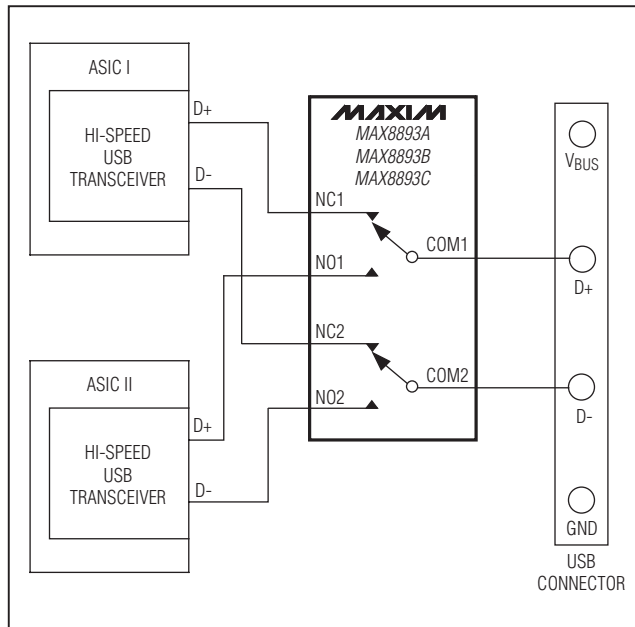 ASIC I
HI-SPEED
USB
TRANSCEIVER
D+
D-
ASIC II
HI-SPEED
USB
TRANSCEIVER
D+
D-
MAXIM
MAX8893A
MAX8893B
MAX8893C
NC1
COM1
NO1
NC2
COM2
NO2
VBUS
D+
D-
GND
USB
CONNECTOR